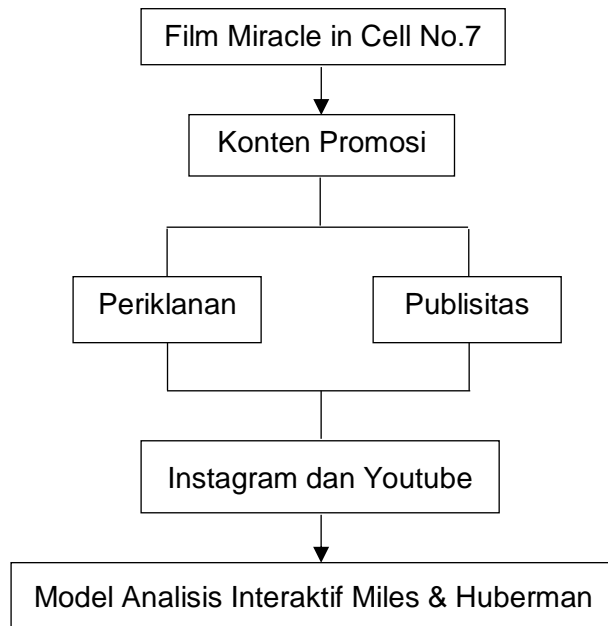 Film Miracle in Cell No.7
Konten Promosi
Periklanan
Publisitas
Instagram dan Youtube
Model Analisis Interaktif Miles & Huberman